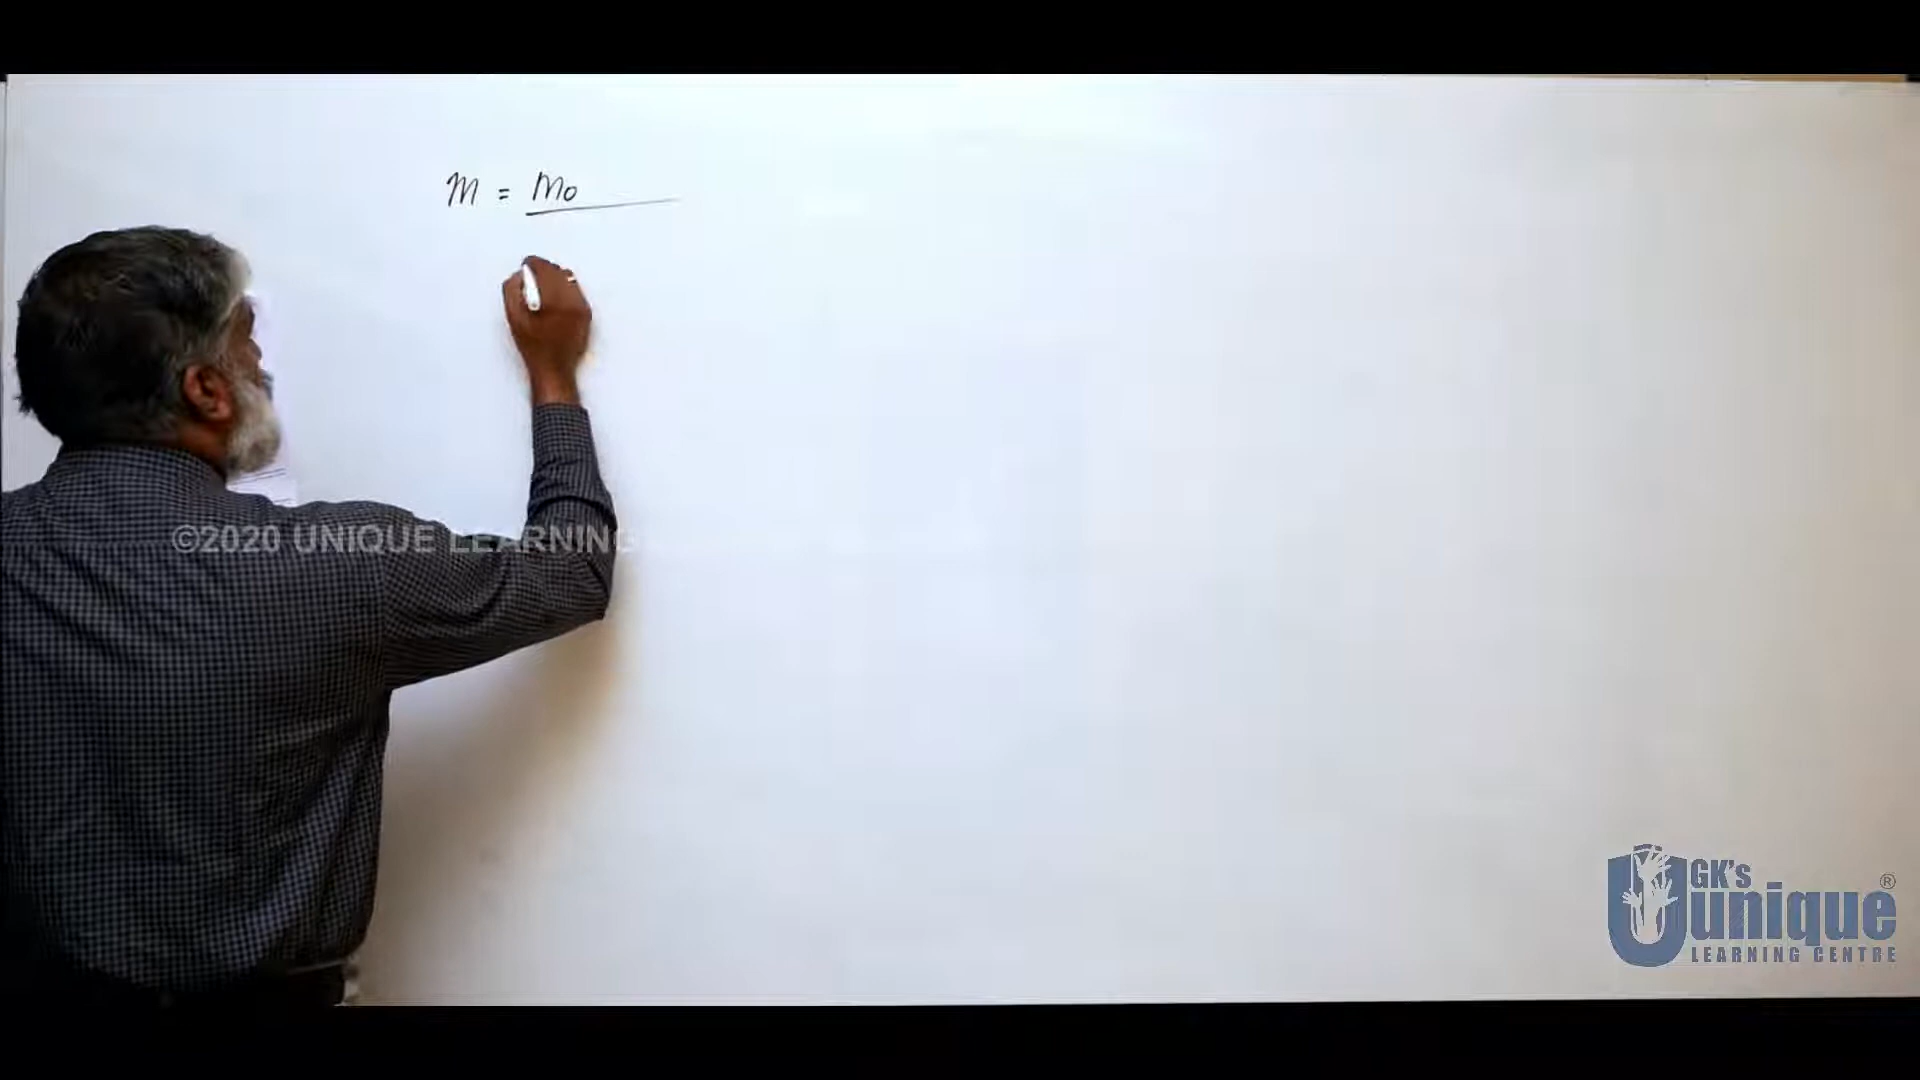 m = mo
©2020 UNIQUE LEARNING
GK's
unique®
LEARNING CENTRE